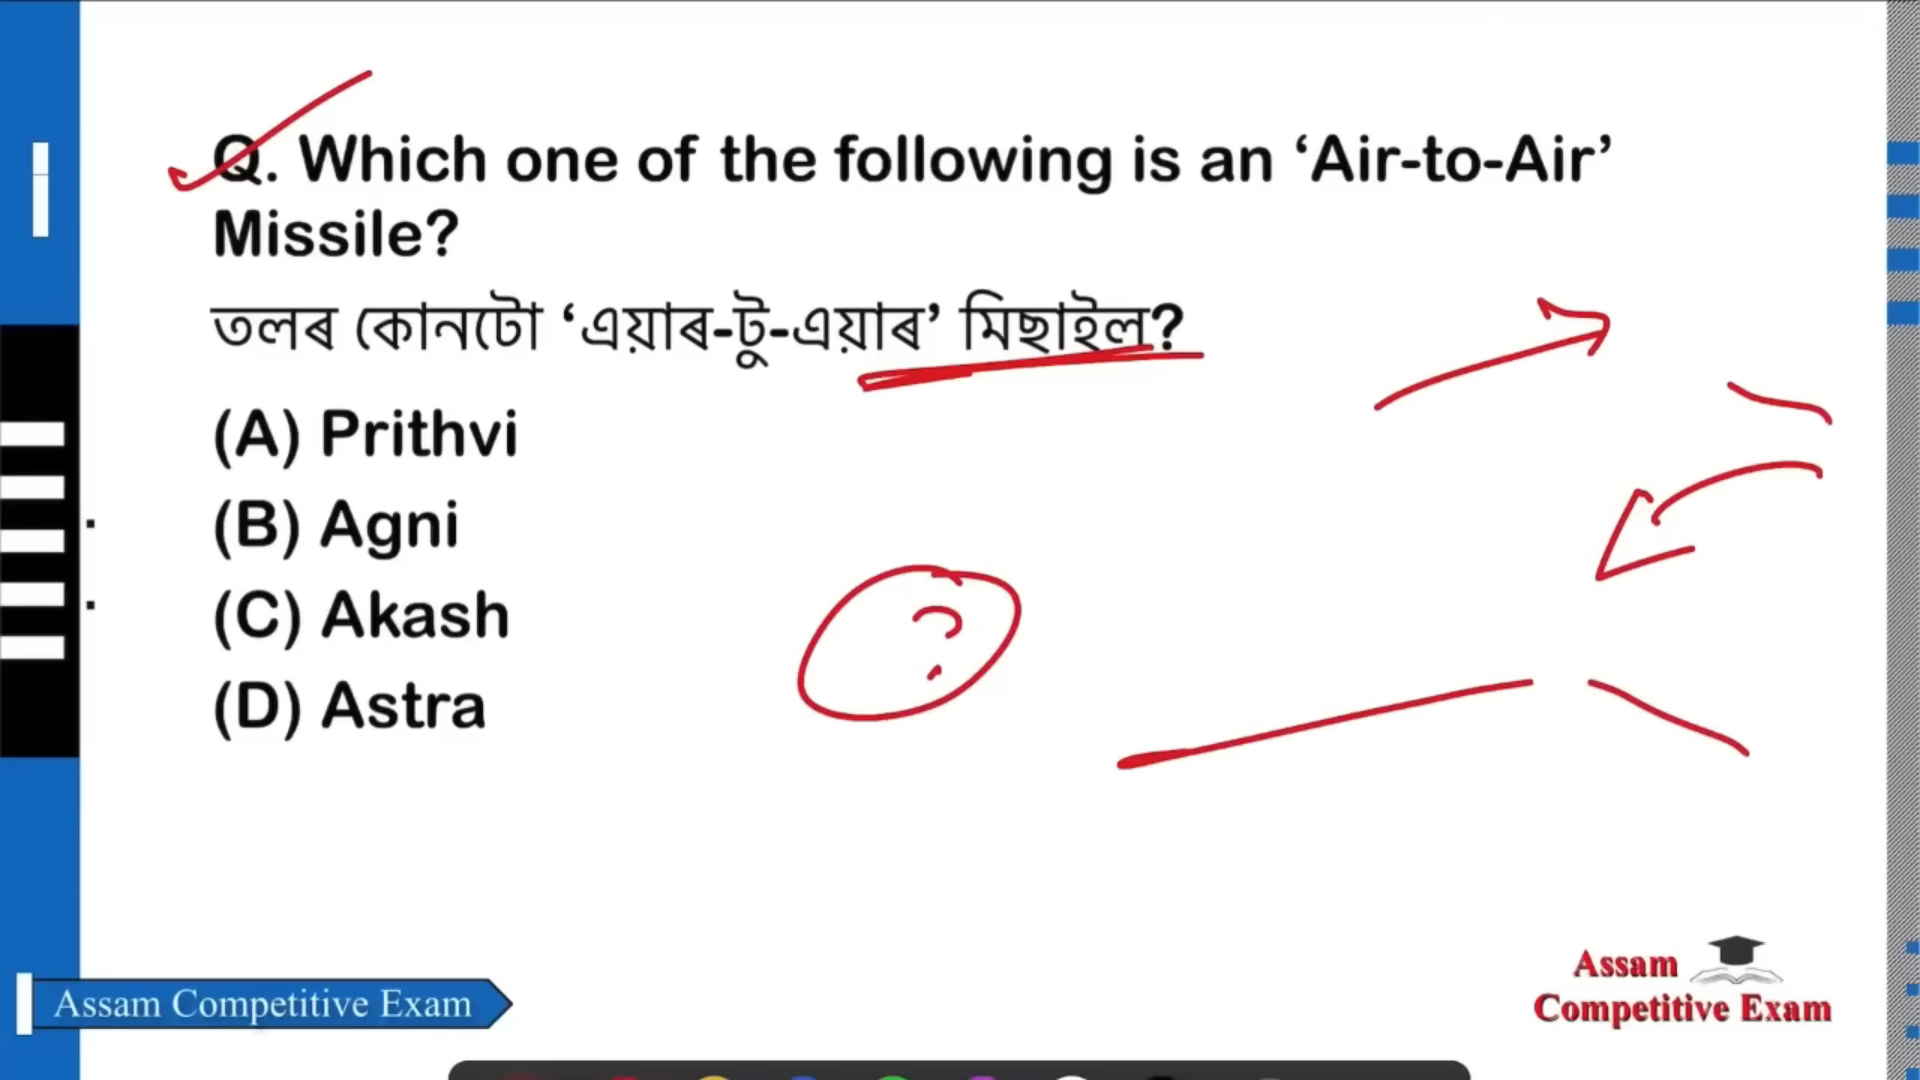 Q. Which one of the following is an ‘Air-to-Air’
Missile?
তলৰ কোনটো ‘এয়াৰ-টু-এয়াৰ’ মিছাইল?
(A) Prithvi
(B) Agni
(C) Akash
(D) Astra
?
Assam Competitive Exam
Assam
Competitive Exam